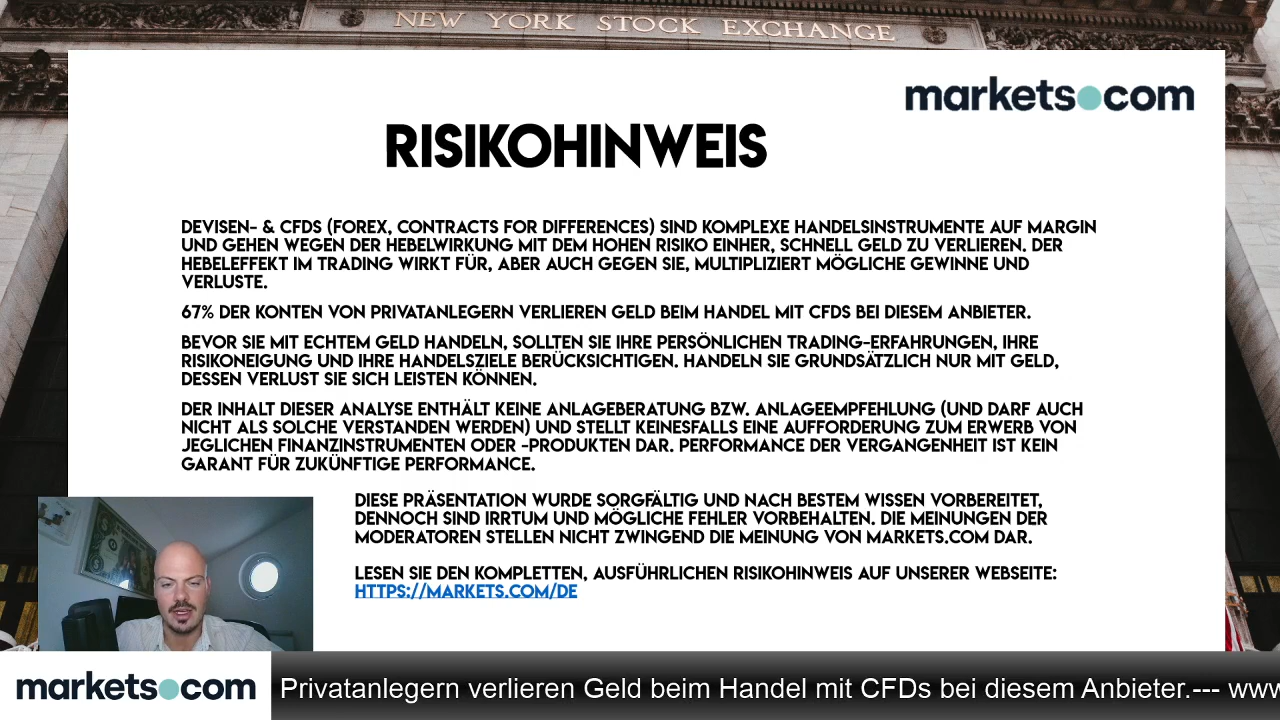 NEW YORK STOCK EXCHANGE
markets.com
RISIKOHINWEIS
DEVISEN- & CFDS (FOREX, CONTRACTS FOR DIFFERENCES) SIND KOMPLEXE HANDELSINSTRUMENTE AUF MARGIN
UND GEHEN WEGEN DER HEBELWIRKUNG MIT DEM HOHEN RISIKO EINHER, SCHNELL GELD ZU VERLIEREN. DER
HEBELEFFEKT IM TRADING WIRKT FÜR, ABER AUCH GEGEN SIE, MULTIPLIZIERT MÖGLICHE GEWINNE UND
VERLUSTE.
67% DER KONTEN VON PRIVATANLEGERN VERLIEREN GELD BEIM HANDEL MIT CFDS BEI DIESEM ANBIETER.
BEVOR SIE MIT ECHTEM GELD HANDELN, SOLLTEN SIE IHRE PERSÖNLICHEN TRADING-ERFAHRUNGEN, IHRE
RISIKONEIGUNG UND IHRE HANDELSZIELE BERÜCKSICHTIGEN. HANDELN SIE GRUNDSÄTZLICH NUR MIT GELD,
DESSEN VERLUST SIE SICH LEISTEN KÖNNEN.
DER INHALT DIESER ANALYSE ENTHÄLT KEINE ANLAGEBERATUNG BZW. ANLAGEEMPFEHLUNG (UND DARF AUCH
NICHT ALS SOLCHE VERSTANDEN WERDEN) UND STELLT KEINESFALLS EINE AUFFORDERUNG ZUM ERWERB VON
JEGLICHEN FINANZINSTRUMENTEN ODER -PRODUKTEN DAR. PERFORMANCE DER VERGANGENHEIT IST KEIN
GARANT FÜR ZUKÜNFTIGE PERFORMANCE.
DIESE PRÄSENTATION WURDE SORGFÄLTIG UND NACH BESTEM WISSEN VORBEREITET,
DENNOCH SIND IRRTUM UND MÖGLICHE FEHLER VORBEHALTEN. DIE MEINUNGEN DER
MODERATOREN STELLEN NICHT ZWINGEND DIE MEINUNG VON MARKETS.COM DAR.
LESEN SIE DEN KOMPLETTEN, AUSFÜHRLICHEN RISIKOHINWEIS AUF UNSERER WEBSEITE:
HTTPS://MARKETS.COM/DE
markets.com
Privatanlegern verlieren Geld beim Handel mit CFDs bei diesem Anbieter.--- www